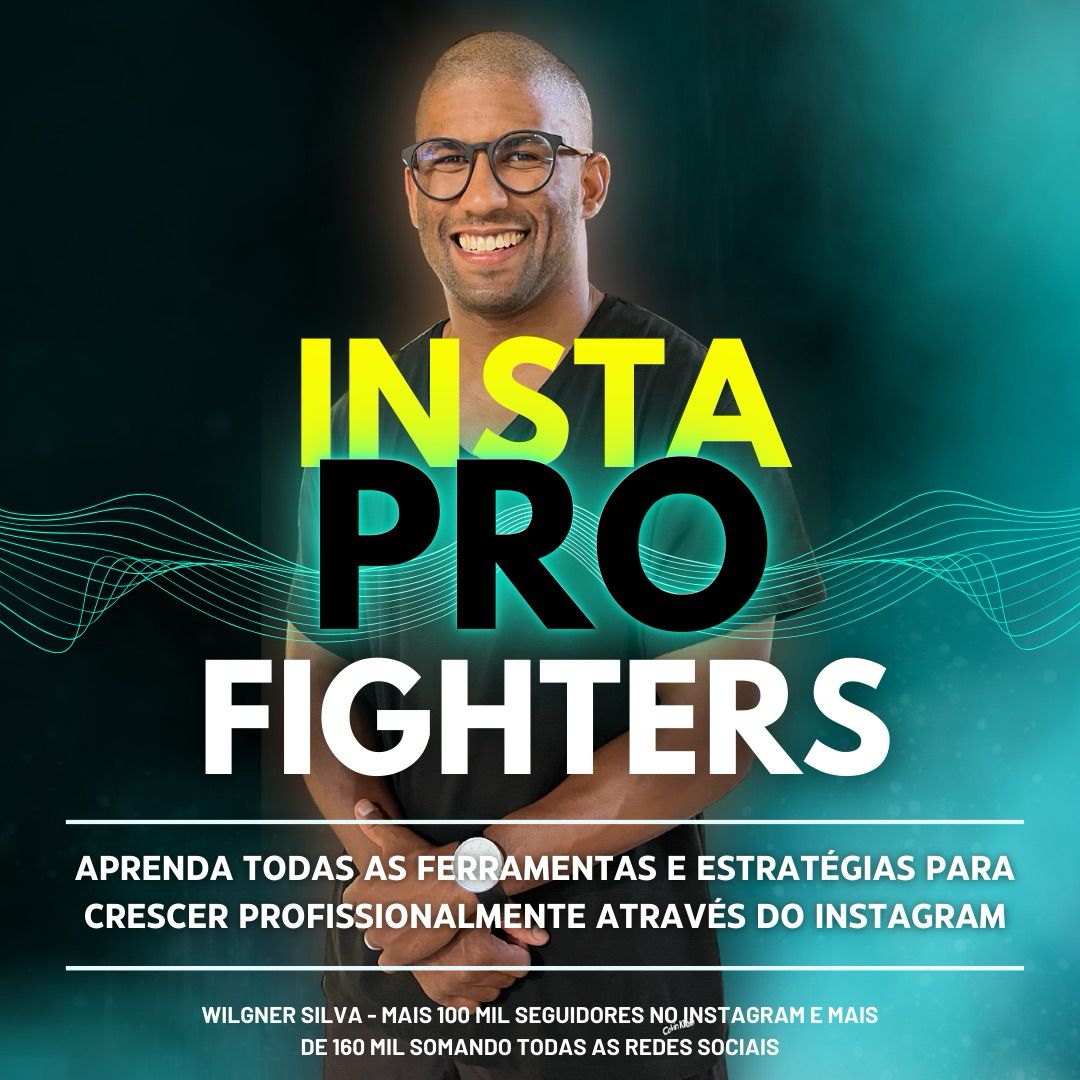 INSTA
PRO
FIGHTERS
APRENDA TODAS AS FERRAMENTAS E ESTRATÉGIAS PARA
CRESCER PROFISSIONALMENTE ATRAVÉS DO INSTAGRAM
WILGNER SILVA - MAIS 100 MIL SEGUIDORES NO INSTAGRAM E MAIS
DE 160 MIL SOMANDO TODAS AS REDES SOCIAIS